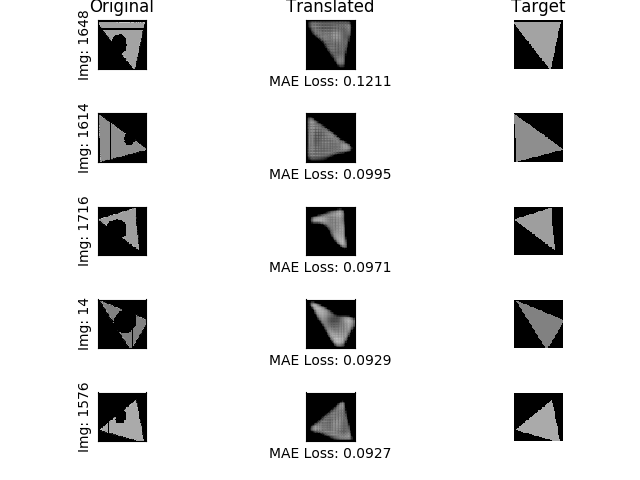 Original Translated Target
Img: 1648
MAE Loss: 0.1211
Img: 1614
MAE Loss: 0.0995
Img: 1716
MAE Loss: 0.0971
Img: 14
MAE Loss: 0.0929
Img: 1576
MAE Loss: 0.0927